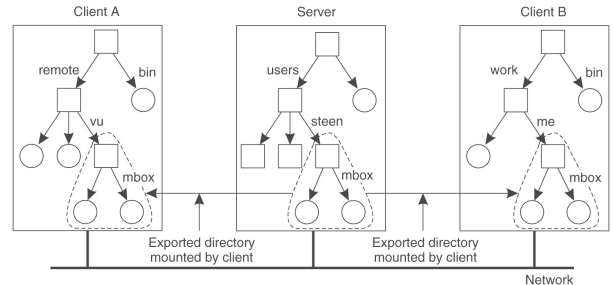 Client A
Server
Client B
remote
bin
users
work
bin
vu
steen
me
mbox
mbox
mbox
Exported directory
mounted by client
Exported directory
mounted by client
Network